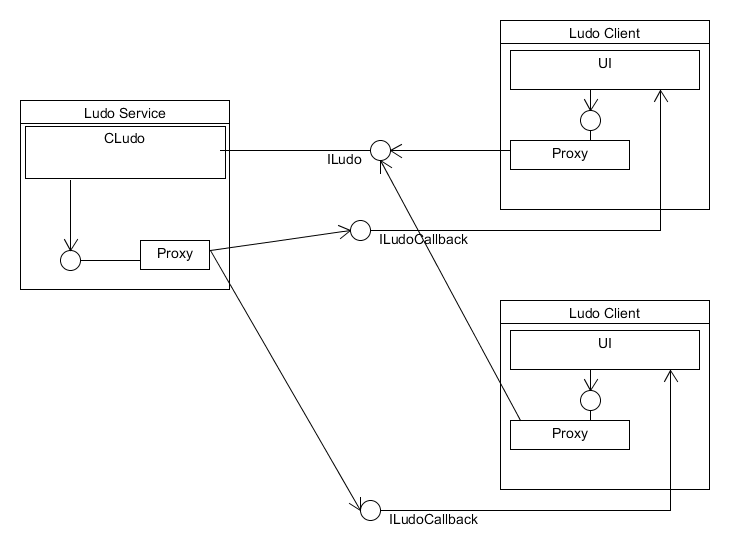 Ludo Client
UI
Proxy
Ludo Service
CLudo
Proxy
ILudo
ILudoCallback
Ludo Client
UI
Proxy
ILudoCallback